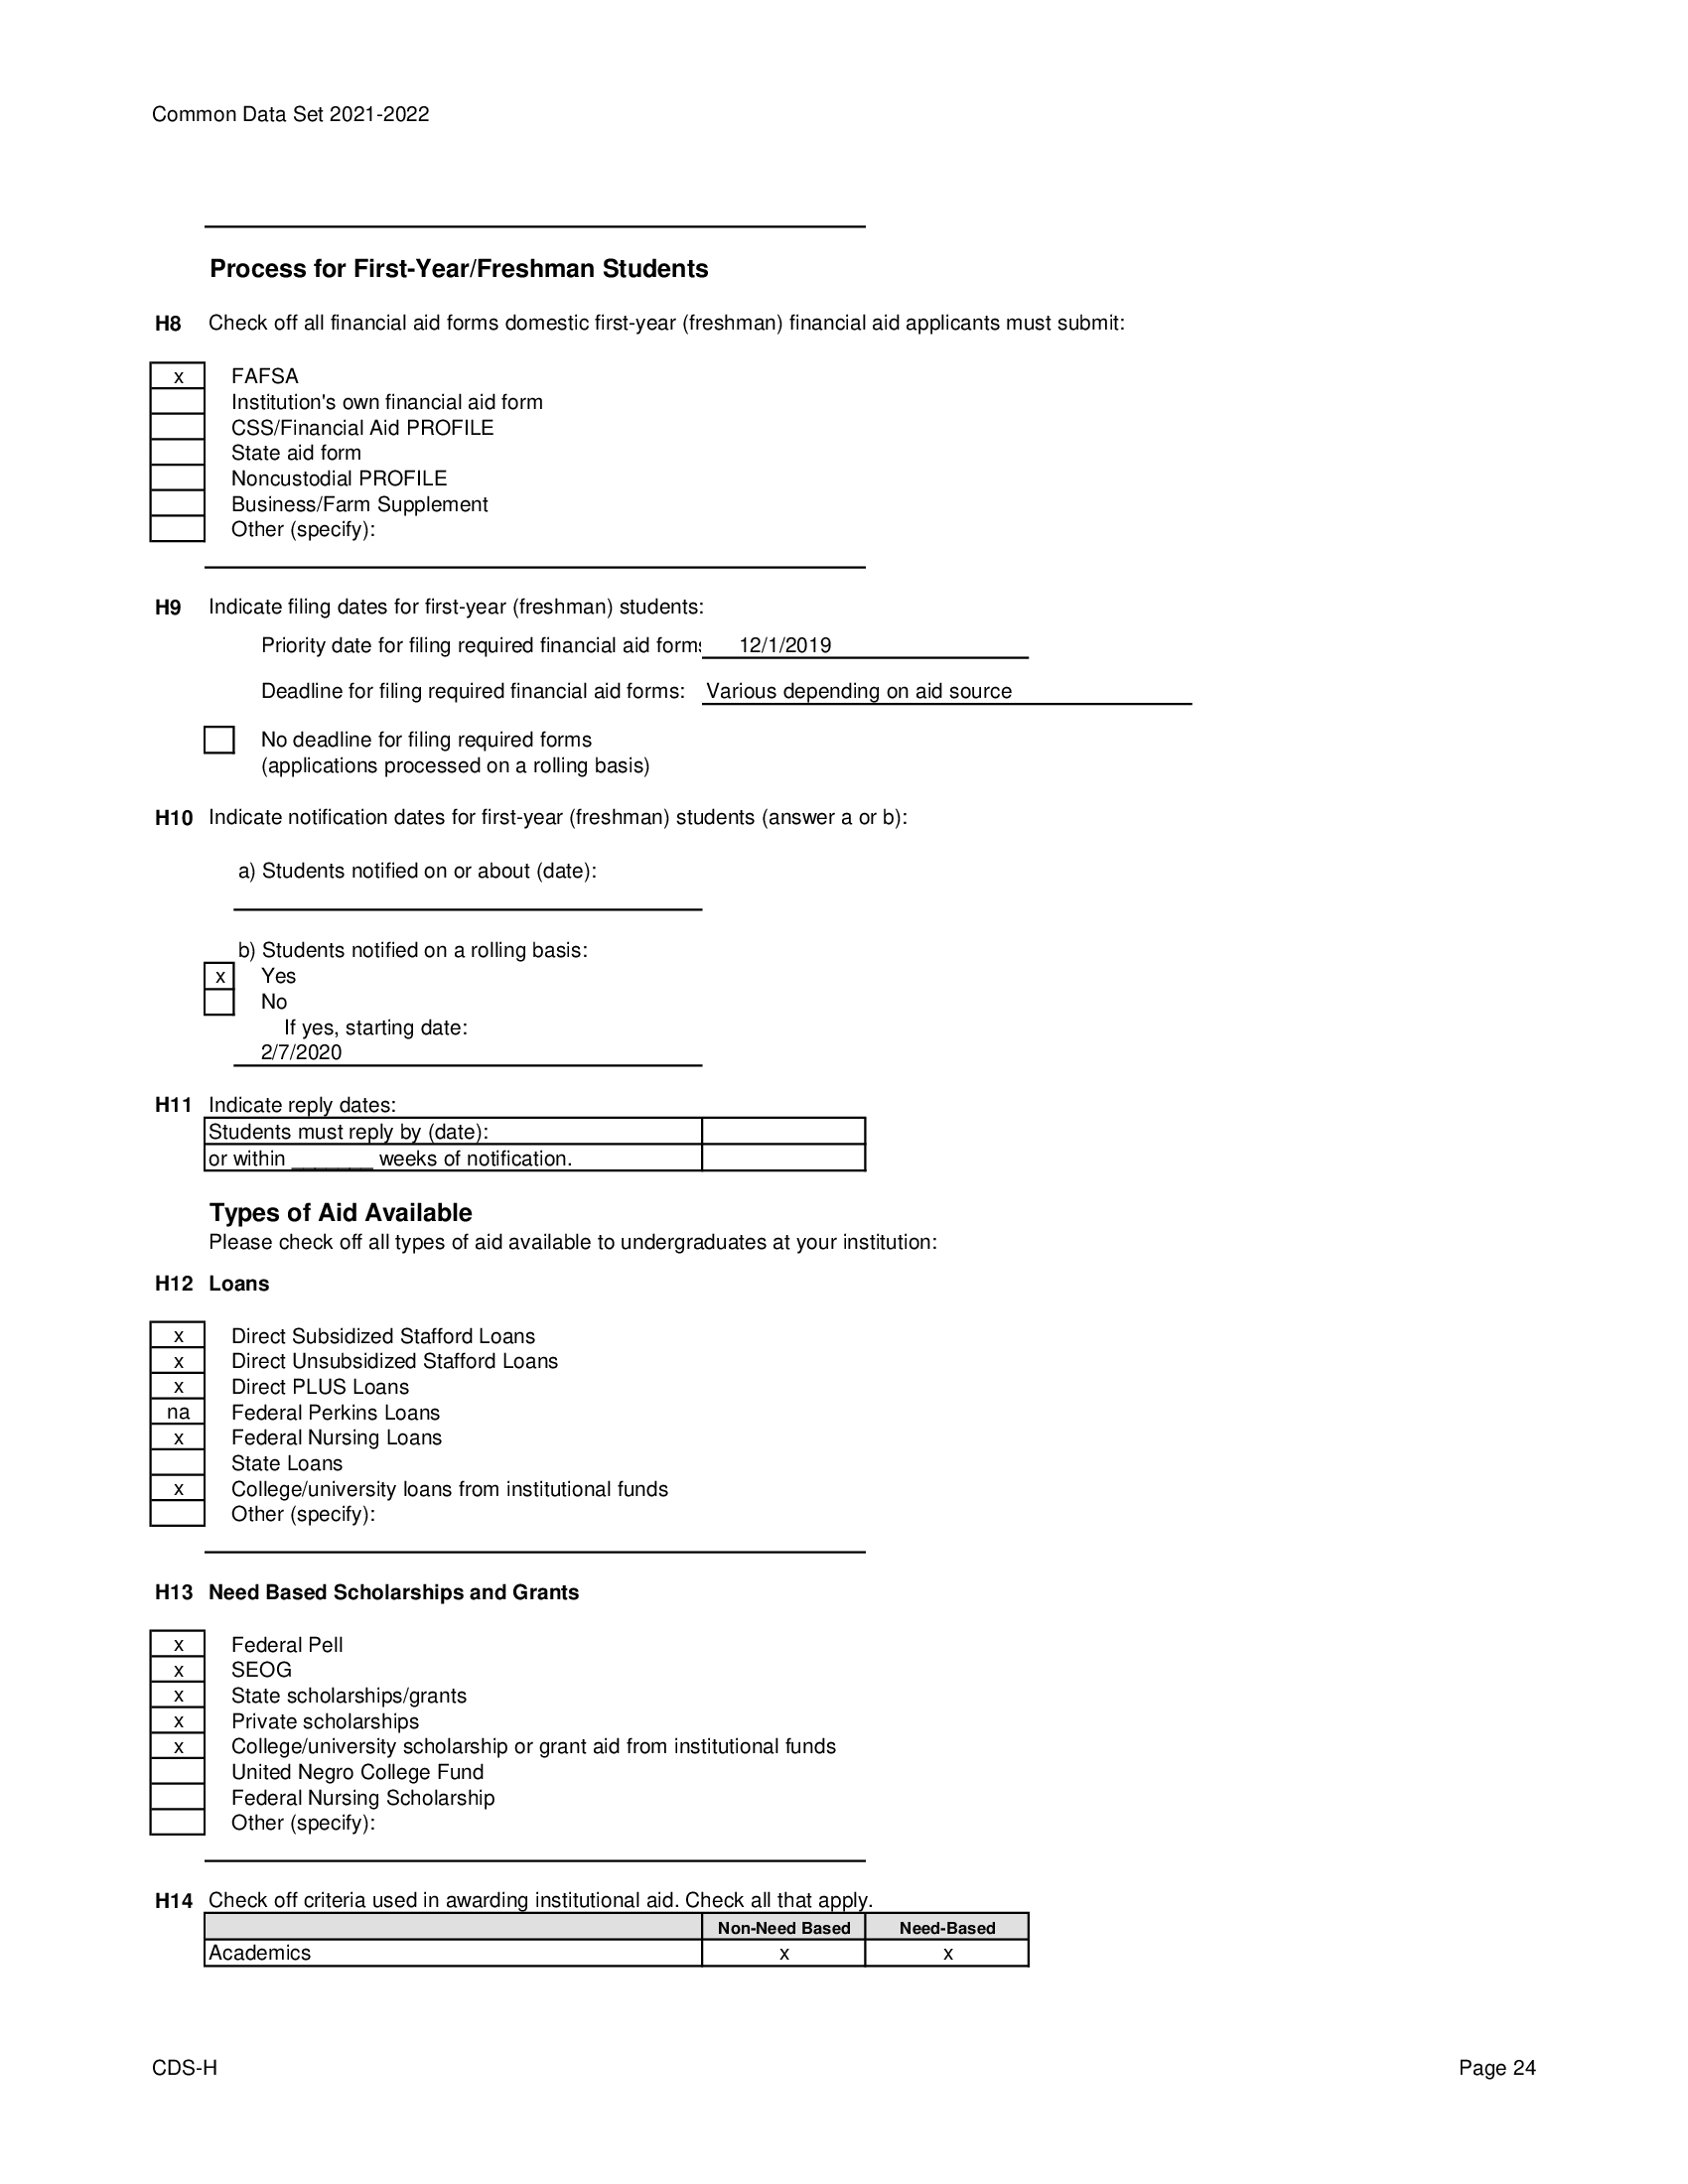 Common Data Set 2021-2022
Process for First-Year/Freshman Students
H8 Check off all financial aid forms domestic first-year (freshman) financial aid applicants must submit:
x FAFSA
Institution's own financial aid form
CSS/Financial Aid PROFILE
State aid form
Noncustodial PROFILE
Business/Farm Supplement
Other (specify):
H9 Indicate filing dates for first-year (freshman) students:
Priority date for filing required financial aid forms 12/1/2019
Deadline for filing required financial aid forms: Various depending on aid source
No deadline for filing required forms
(applications processed on a rolling basis)
H10 Indicate notification dates for first-year (freshman) students (answer a or b):
a) Students notified on or about (date):
b) Students notified on a rolling basis:
x Yes
No
If yes, starting date:
2/7/2020
H11 Indicate reply dates:
Students must reply by (date):
or within _______ weeks of notification.
Types of Aid Available
Please check off all types of aid available to undergraduates at your institution:
H12 Loans
x Direct Subsidized Stafford Loans
x Direct Unsubsidized Stafford Loans
x Direct PLUS Loans
na Federal Perkins Loans
x Federal Nursing Loans
State Loans
x College/university loans from institutional funds
Other (specify):
H13 Need Based Scholarships and Grants
x Federal Pell
x SEOG
x State scholarships/grants
x Private scholarships
x College/university scholarship or grant aid from institutional funds
United Negro College Fund
Federal Nursing Scholarship
Other (specify):
H14 Check off criteria used in awarding institutional aid. Check all that apply.
Non-Need Based Need-Based
Academics x x
CDS-H Page 24